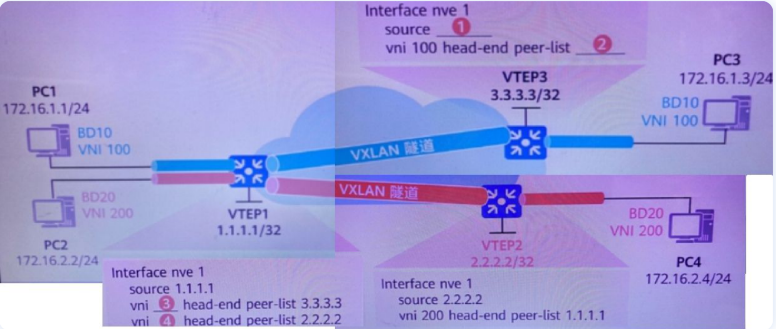 Interface nve 1
source ①
vni 100 head-end peer-list ②
PC1
172.16.1.1/24
BD10
VNI 100
VTEP3
3.3.3.3/32
PC3
172.16.1.3/24
BD10
VNI 100
VXLAN 隧道
VXLAN 隧道
BD20
VNI 200
PC2
172.16.2.2/24
VTEP1
1.1.1.1/32
VTEP2
2.2.2.2/32
BD20
VNI 200
PC4
172.16.2.4/24
Interface nve 1
source 1.1.1.1
vni ③ head-end peer-list 3.3.3.3
vni ④ head-end peer-list 2.2.2.2
Interface nve 1
source 2.2.2.2
vni 200 head-end peer-list 1.1.1.1